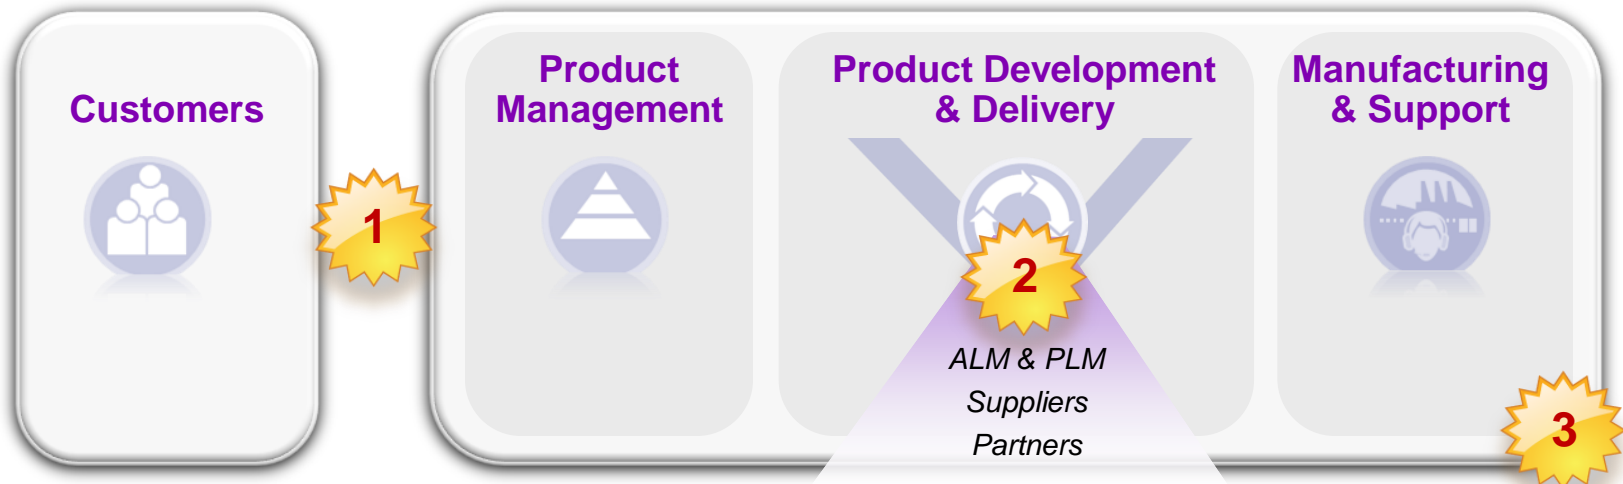 Customers
1
Product
Management
Product Development
& Delivery
2
ALM & PLM
Suppliers
Partners
Manufacturing
& Support
3